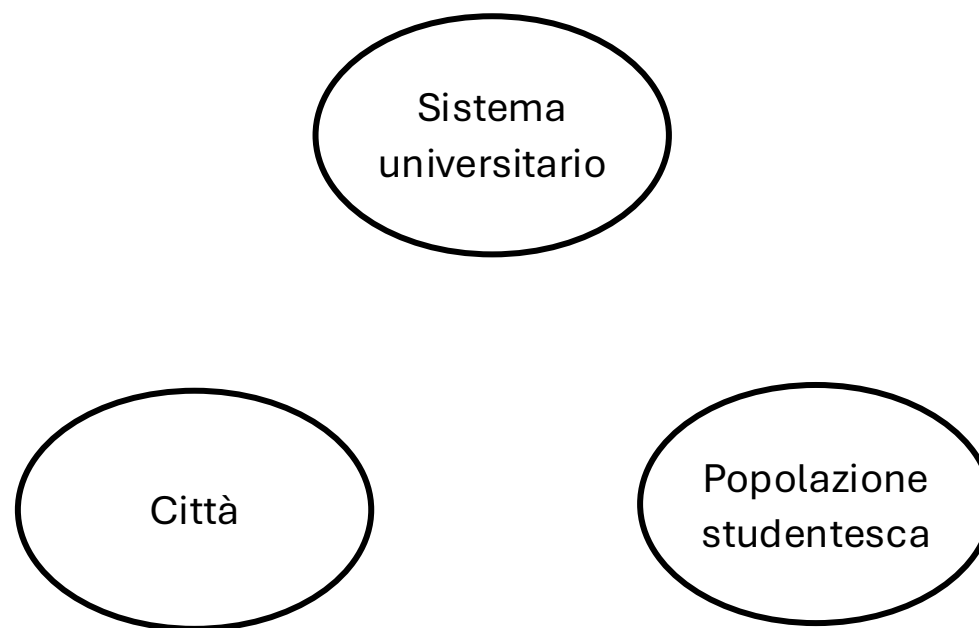 Sistema
universitario
Città
Popolazione
studentesca